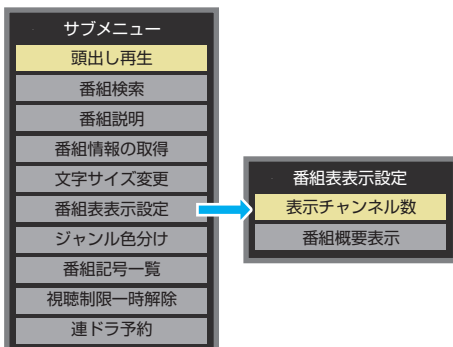 サブメニュー
頭出し再生
番組検索
番組説明
番組情報の取得
文字サイズ変更
番組表表示設定
ジャンル色分け
番組記号一覧
視聴制限一時解除
連ドラ予約
番組表表示設定
表示チャンネル数
番組概要表示